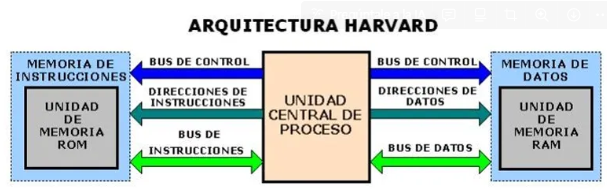 ARQUITECTURA HARVARD
MEMORIA DE
INSTRUCCIONES
UNIDAD
DE
MEMORIA
ROM
BUS DE CONTROL
DIRECCIONES DE
INSTRUCCIONES
BUS DE
INSTRUCCIONES
UNIDAD
CENTRAL DE
PROCESO
BUS DE CONTROL
DIRECCIONES DE
DATOS
BUS DE DATOS
MEMORIA DE
DATOS
UNIDAD
DE
MEMORIA
RAM